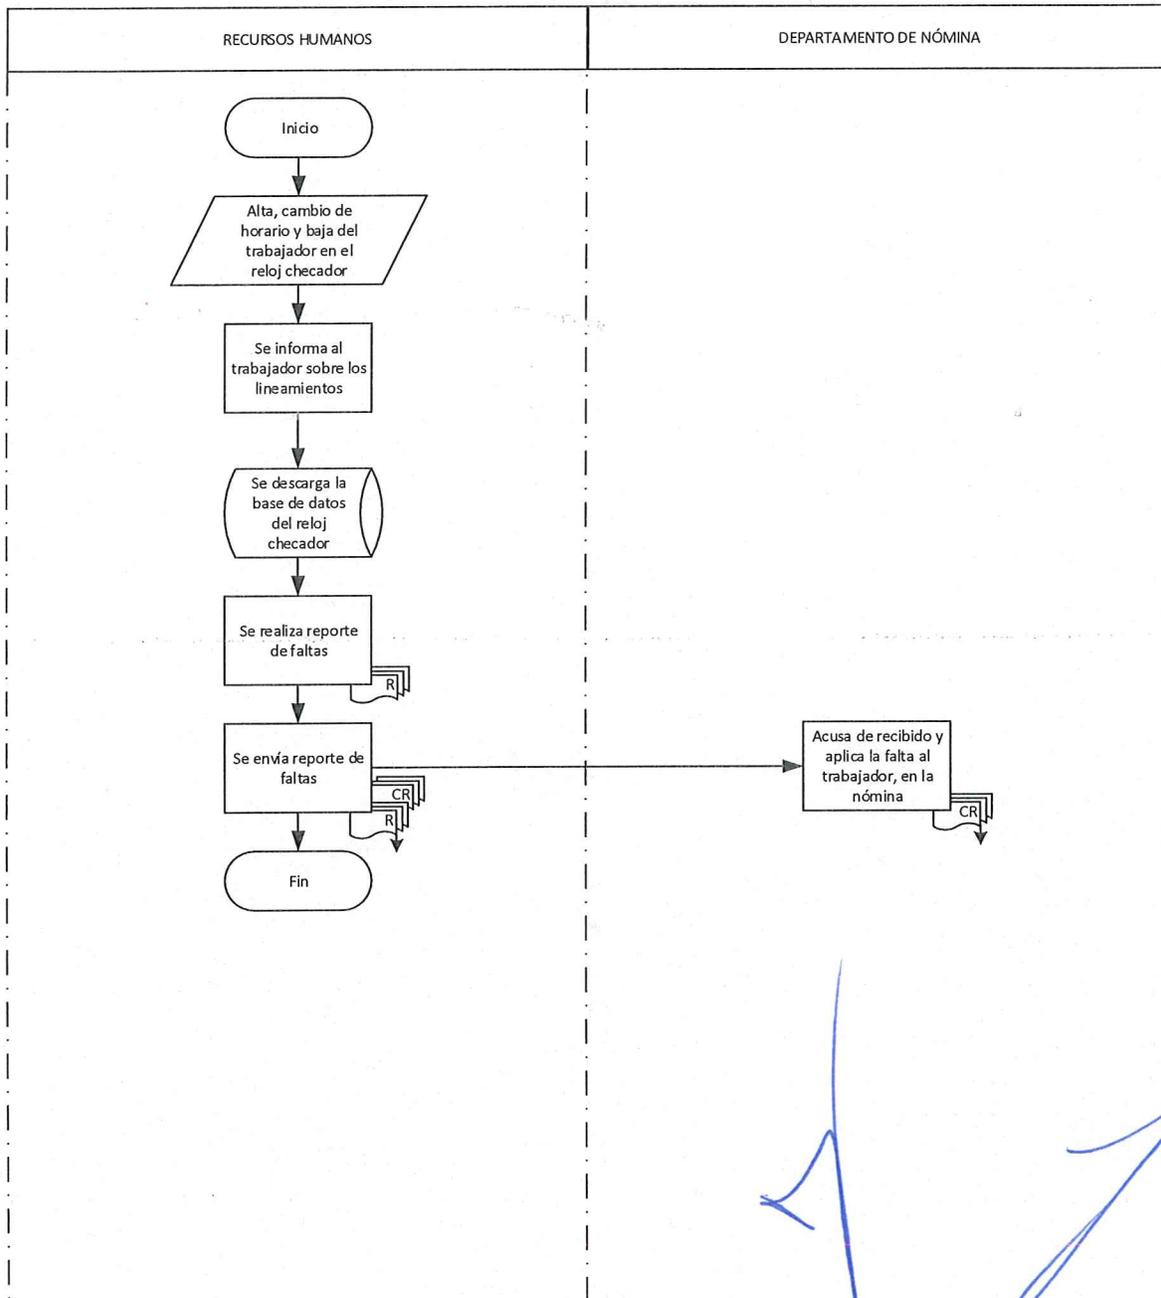 RECURSOS HUMANOS
DEPARTAMENTO DE NÓMINA
Inicio
Alta, cambio de
horario y baja del
trabajador en el
reloj checador
Se informa al
trabajador sobre los
lineamientos
Se descarga la
base de datos
del reloj
checador
Se realiza reporte
de faltas
R
Se envía reporte de
faltas
CR
R
Acusa de recibido y
aplica la falta al
trabajador, en la
nómina
CR
Fin